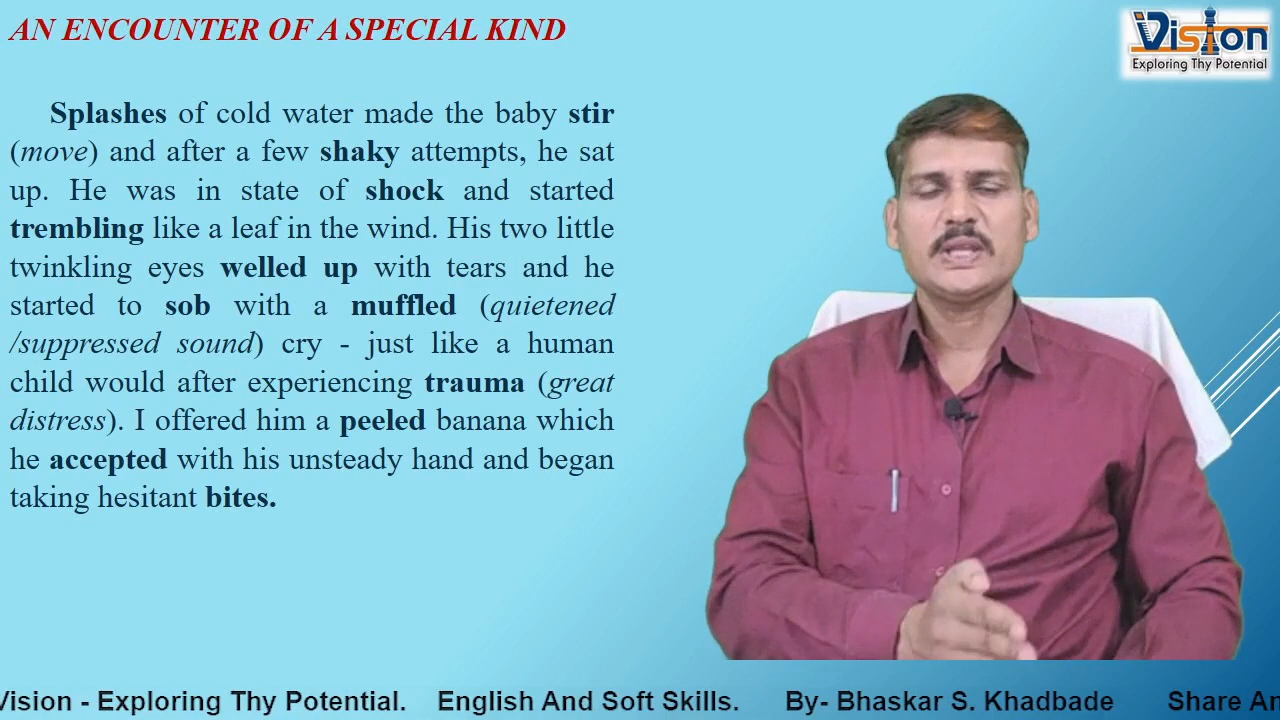 AN ENCOUNTER OF A SPECIAL KIND
Vision
Exploring Thy Potential
Splashes of cold water made the baby stir
(move) and after a few shaky attempts, he sat
up. He was in state of shock and started
trembling like a leaf in the wind. His two little
twinkling eyes welled up with tears and he
started to sob with a muffled (quietened
/suppressed sound) cry - just like a human
child would after experiencing trauma (great
distress). I offered him a peeled banana which
he accepted with his unsteady hand and began
taking hesitant bites.
Vision - Exploring Thy Potential. English And Soft Skills. By- Bhaskar S. Khadbade Share An